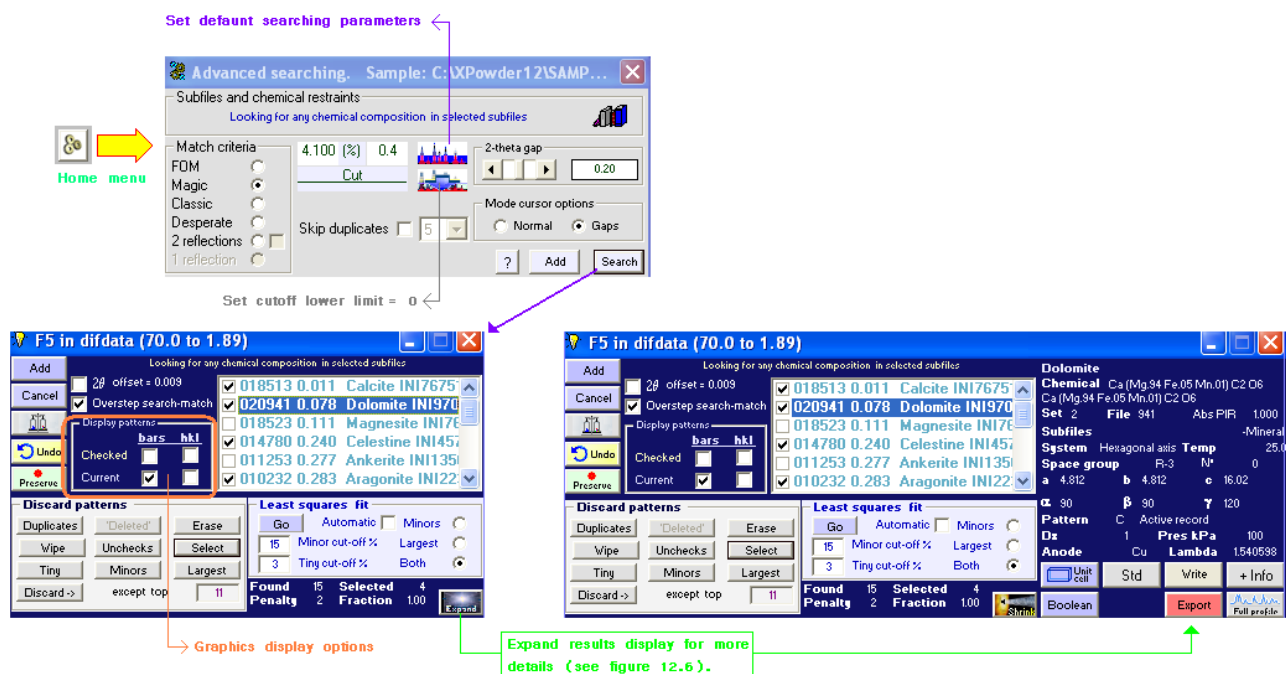 Set defaunt searching parameters
Advanced searching. Sample: C:\XPowder12\SAMP...
Subfiles and chemical restraints
Looking for any chemical composition in selected subfiles
Home menu
Match criteria
FOM
Magic
Classic
Desperate
2 reflections
1 reflection
4.100 (%) 0.4
Cut
Skip duplicates 5
2-theta gap
0.20
Mode cursor options
Normal Gaps
? Add Search
Set cutoff lower limit = 0
F5 in difdata (70.0 to 1.89)
Looking for any chemical composition in selected subfiles
Add
Cancel
Undo
Preserve
2θ offset = 0.009
Overstep search-match
Display patterns
bars hkl
Checked
Current
018513 0.011 Calcite INI7675
020941 0.078 Dolomite INI970
018523 0.111 Magnesite INI76
014780 0.240 Celestine INI457
011253 0.277 Ankerite INI135
010232 0.283 Aragonite INI22
Discard patterns
Duplicates 'Deleted' Erase
Wipe Unchecks Select
Tiny Minors Largest
Discard -> except top 11
Least squares fit
Go Automatic Minors
15 Minor cut-off % Largest
3 Tiny cut-off % Both
Found 15 Selected 4
Penalty 2 Fraction 1.00
Expand
F5 in difdata (70.0 to 1.89)
Looking for any chemical composition in selected subfiles
Add
Cancel
Undo
Preserve
2θ offset = 0.009
Overstep search-match
Display patterns
bars hkl
Checked
Current
018513 0.011 Calcite INI7675
020941 0.078 Dolomite INI970
018523 0.111 Magnesite INI76
014780 0.240 Celestine INI457
011253 0.277 Ankerite INI135
010232 0.283 Aragonite INI22
Discard patterns
Duplicates 'Deleted' Erase
Wipe Unchecks Select
Tiny Minors Largest
Discard -> except top 11
Least squares fit
Go Automatic Minors
15 Minor cut-off % Largest
3 Tiny cut-off % Both
Found 15 Selected 4
Penalty 2 Fraction 1.00
Shrink
Dolomite
Chemical Ca (Mg.94 Fe.05 Mn.01) C2 O6
Ca (Mg.94 Fe.05 Mn.01) C2 O6
Set 2 File 941 Abs PIR 1.000
Subfiles -Mineral
System Hexagonal axis Temp 25.0
Space group R-3 Nº 0
a 4.812 b 4.812 c 16.02
α 90 β 90 γ 120
Pattern C Active record
Dx 1 Pres kPa 100
Anode Cu Lambda 1.540598
Unit cell Std Write + Info
Boolean Export Full profile
Graphics display options
Expand results display for more
details (see figure 12.6).